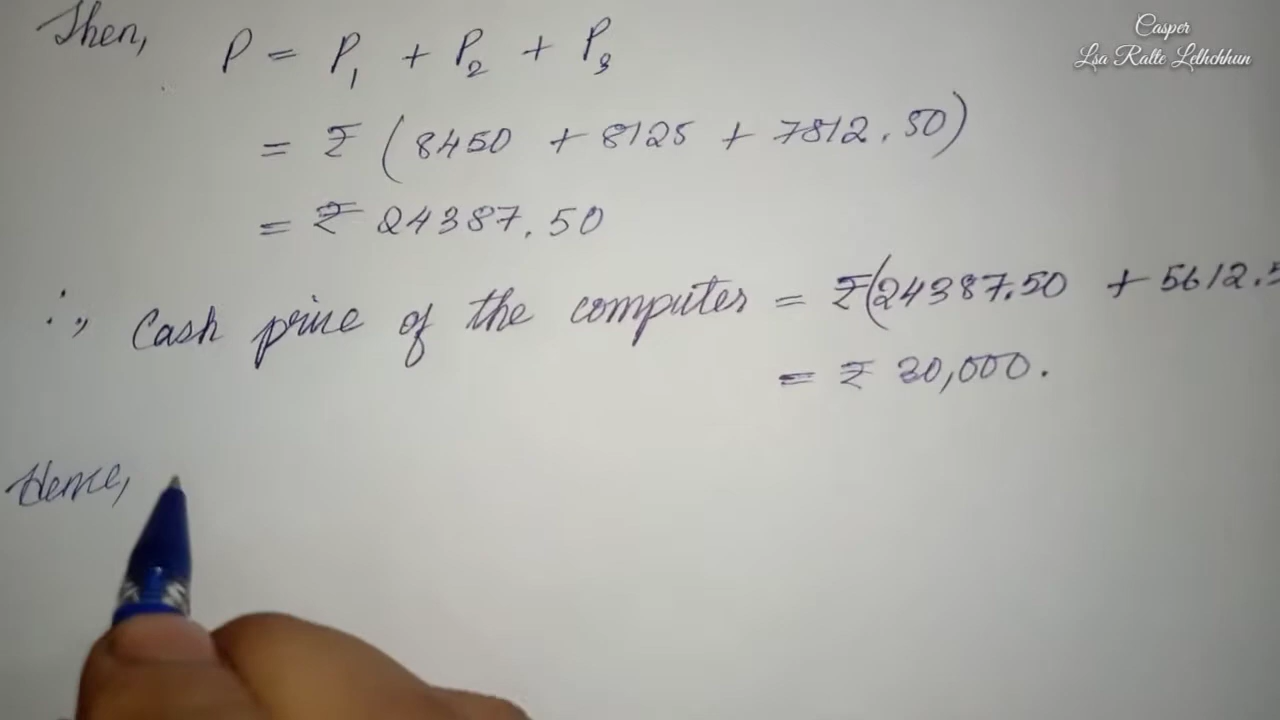 Casper
Lsa Ralte Lethchhun
Then, P = P₁ + P₂ + P₃
= ₹ (8450 + 8125 + 7812.50)
= ₹ 24387.50
∴, Cash price of the computer = ₹(24387.50 + 5612.5
= ₹ 30,000.
Hence,